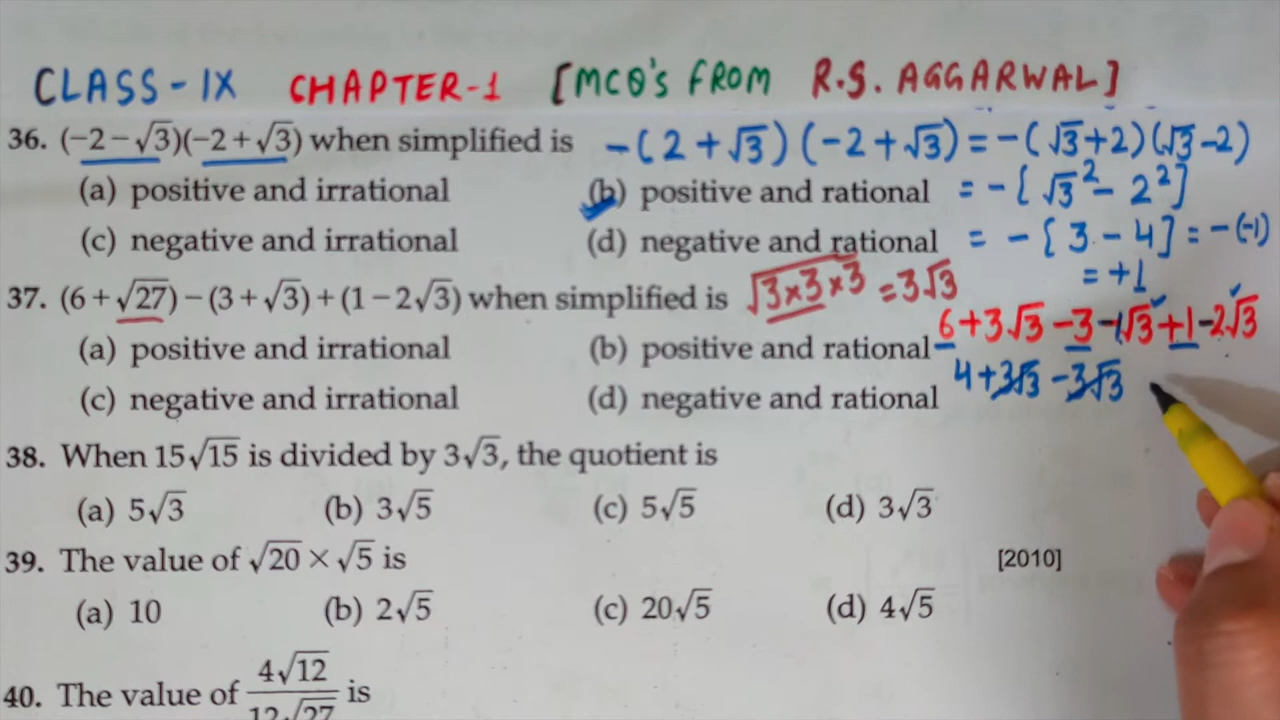 CLASS-IX CHAPTER-1 [MCQ'S FROM R.S. AGGARWAL]
36. (−2−√3)(−2+√3) when simplified is -(2+√3)(-2+√3) = -(√3+2)(√3-2)
(a) positive and irrational (b) positive and rational = -[√3² - 2²]
(c) negative and irrational (d) negative and rational = -[3-4] = -(-1)
= +1
37. (6+√27)−(3+√3)+(1−2√3) when simplified is √3×3×3 = 3√3
6+3√3 -3 -1√3 +1 -2√3
(a) positive and irrational (b) positive and rational
4+3√3 -3√3
(c) negative and irrational (d) negative and rational
38. When 15√15 is divided by 3√3, the quotient is
(a) 5√3 (b) 3√5 (c) 5√5 (d) 3√3
39. The value of √20 × √5 is [2010]
(a) 10 (b) 2√5 (c) 20√5 (d) 4√5
40. The value of 4√12 / 12√27 is